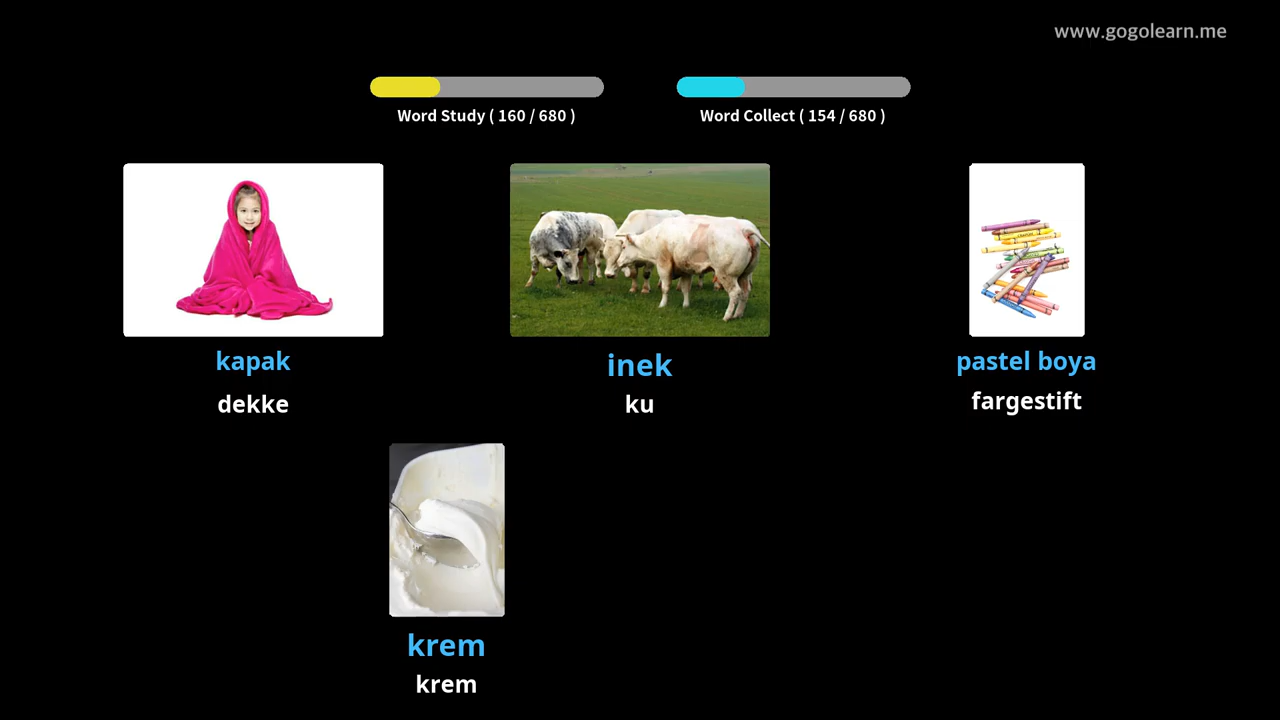 www.gogolearn.me
Word Study ( 160 / 680 )
Word Collect ( 154 / 680 )
kapak
dekke
inek
ku
pastel boya
fargestift
krem
krem